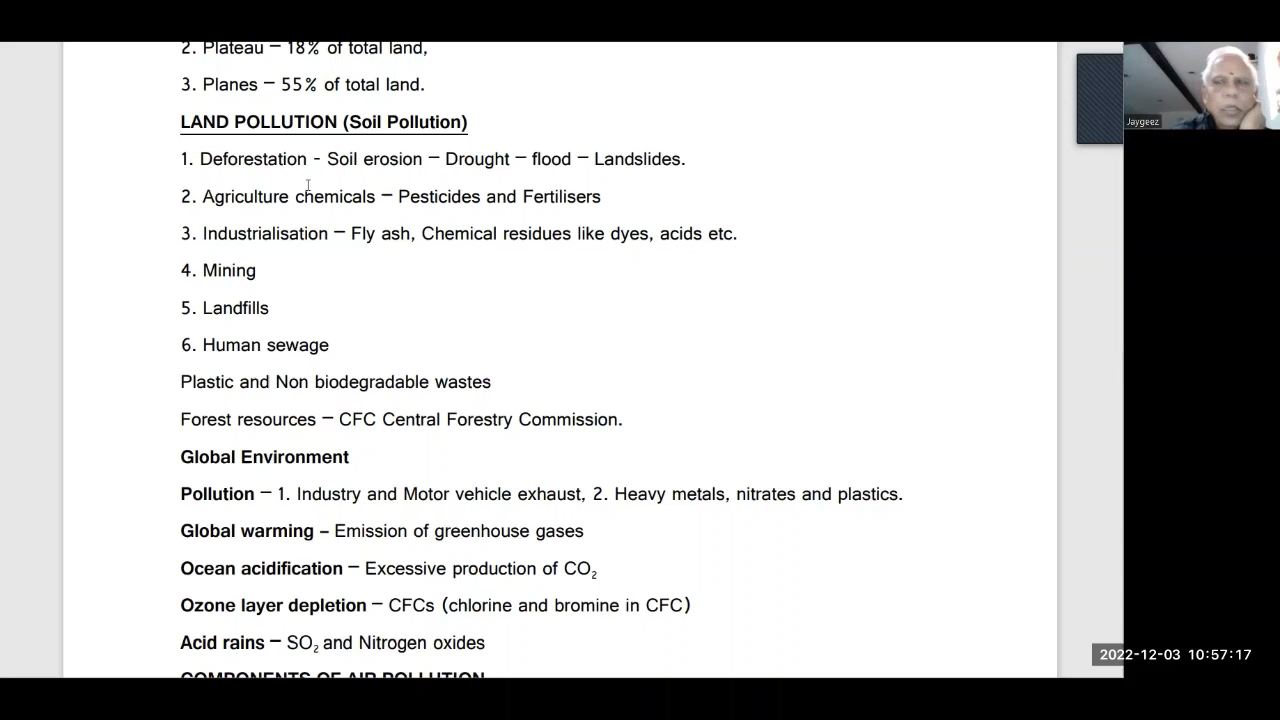 2. Plateau – 18% of total land,
3. Planes – 55% of total land.
LAND POLLUTION (Soil Pollution)
1. Deforestation - Soil erosion – Drought – flood – Landslides.
2. Agriculture chemicals – Pesticides and Fertilisers
3. Industrialisation – Fly ash, Chemical residues like dyes, acids etc.
4. Mining
5. Landfills
6. Human sewage
Plastic and Non biodegradable wastes
Forest resources – CFC Central Forestry Commission.
Global Environment
Pollution – 1. Industry and Motor vehicle exhaust, 2. Heavy metals, nitrates and plastics.
Global warming – Emission of greenhouse gases
Ocean acidification – Excessive production of CO₂
Ozone layer depletion – CFCs (chlorine and bromine in CFC)
Acid rains – SO₂ and Nitrogen oxides
COMPONENTS OF AIR POLLUTION
Jaygeez
2022-12-03 10:57:17